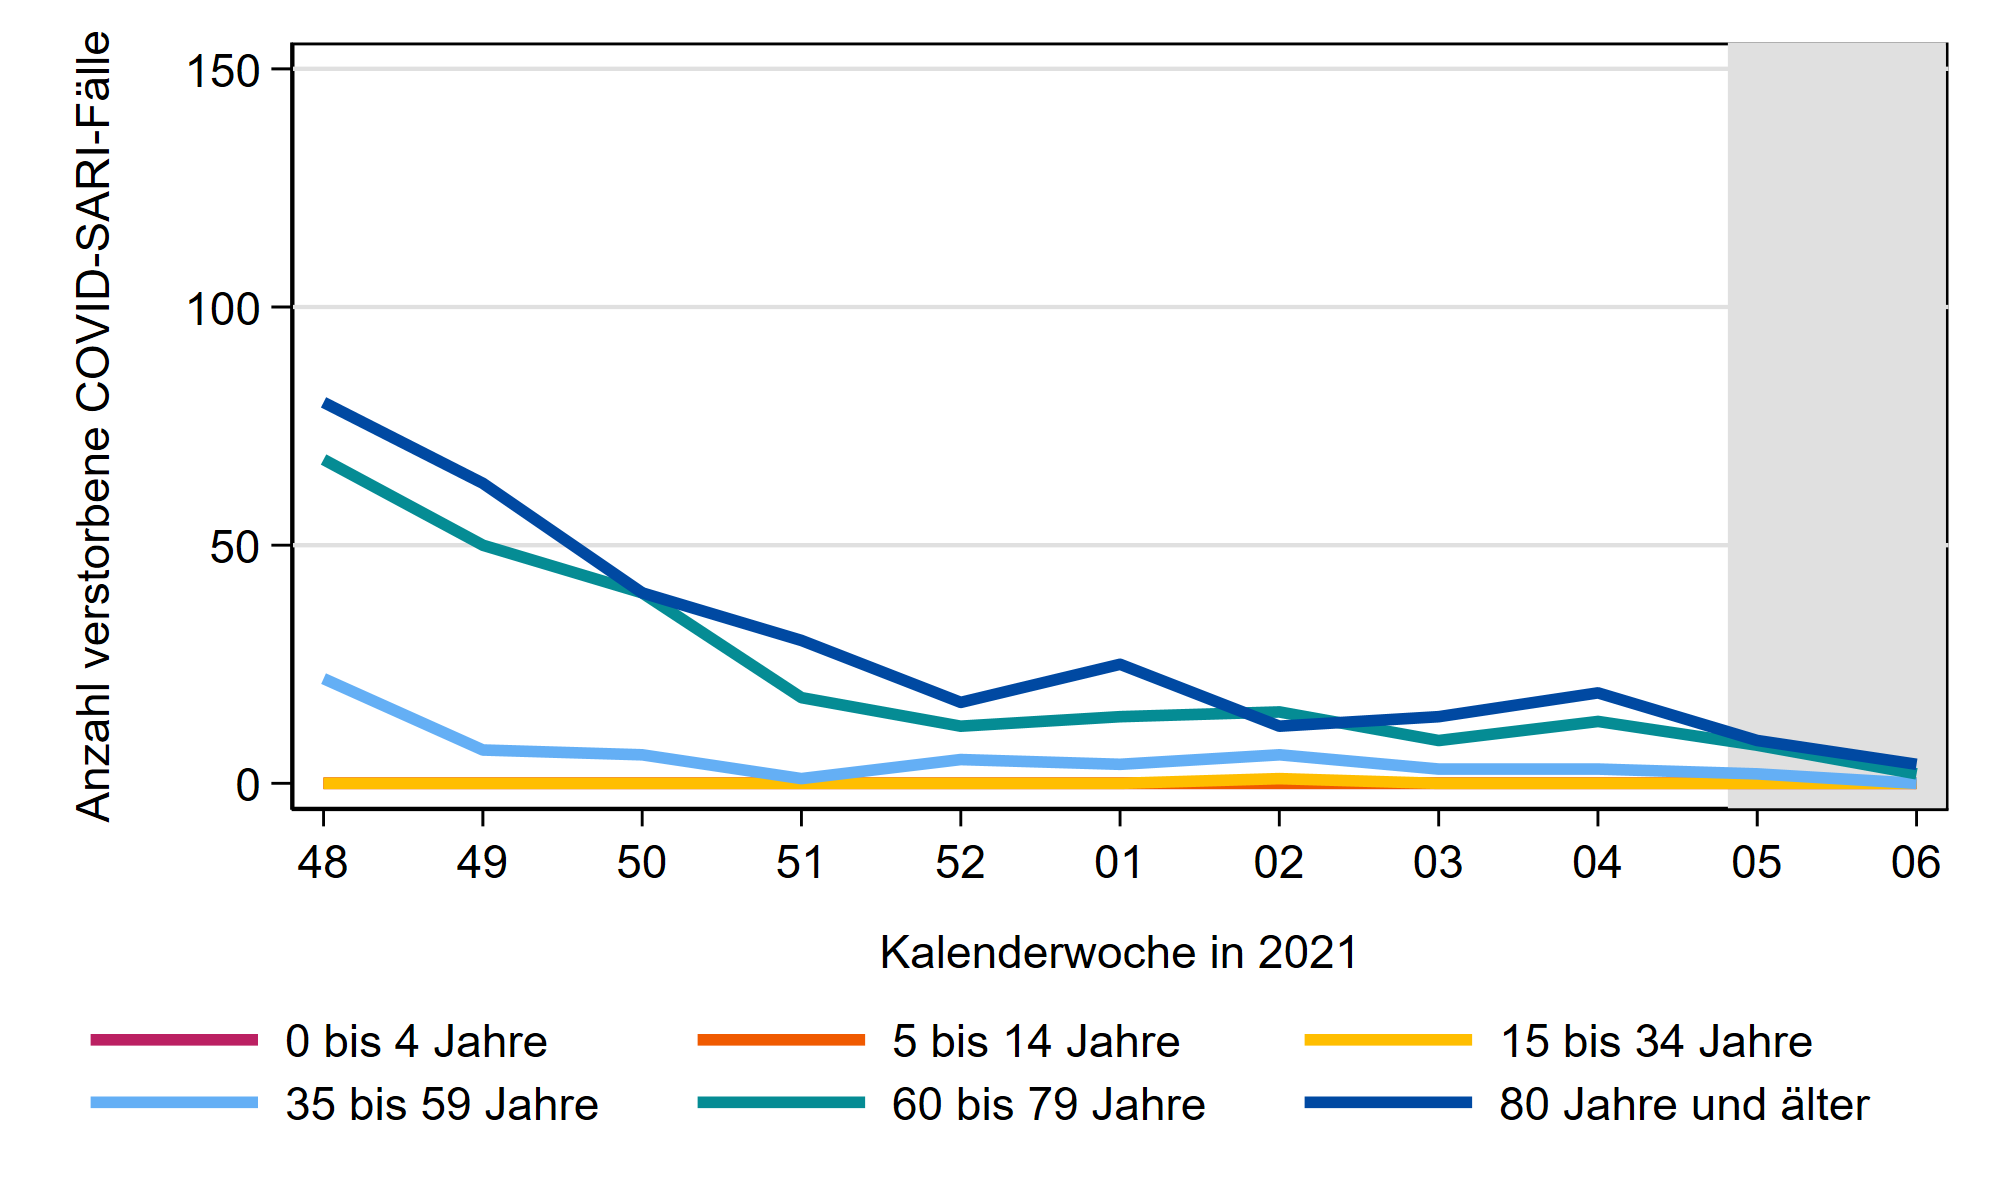 Anzahl verstorbene COVID-SARI-Fälle
150
100
50
0
48 49 50 51 52 01 02 03 04 05 06
Kalenderwoche in 2021
0 bis 4 Jahre 5 bis 14 Jahre 15 bis 34 Jahre
35 bis 59 Jahre 60 bis 79 Jahre 80 Jahre und älter